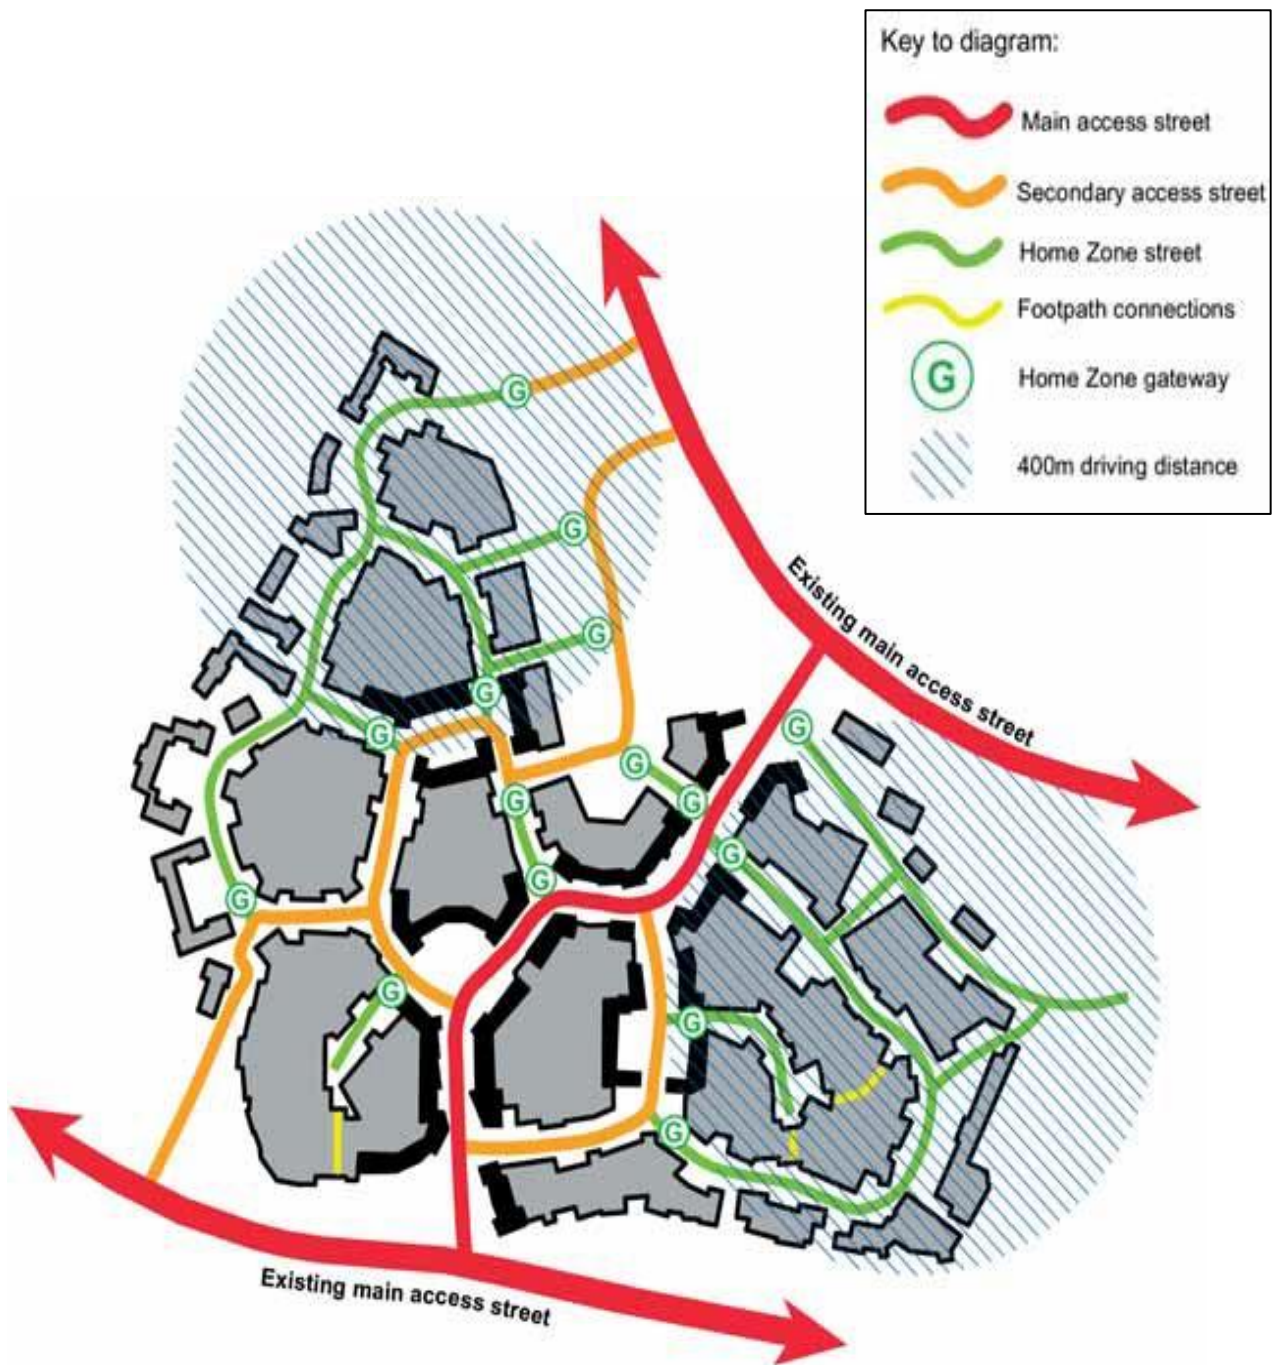 Key to diagram:
Main access street
Secondary access street
Home Zone street
Footpath connections
G Home Zone gateway
400m driving distance
G
G
Existing main access street
G
G
G
G
G
G
G
G
G
G
G
G
G
Existing main access street